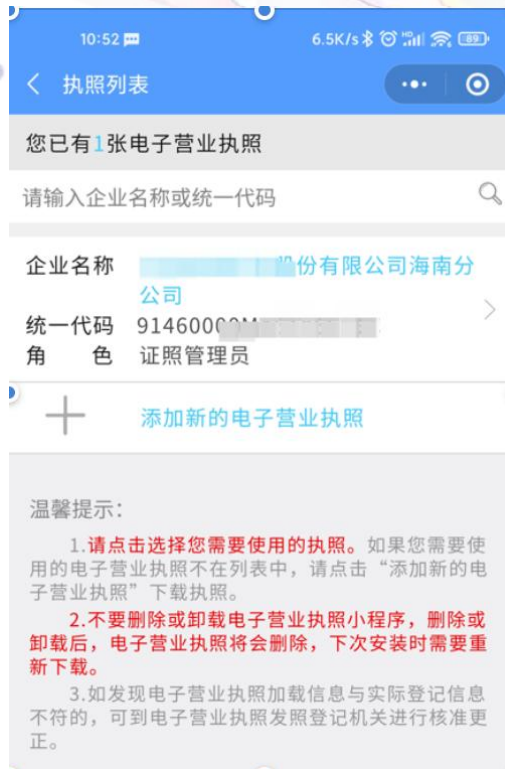 10:52 6.5K/s HD 89
执照列表
您已有1张电子营业执照
请输入企业名称或统一代码
企业名称 份有限公司海南分
公司
统一代码 91460000M
角 色 证照管理员
添加新的电子营业执照
温馨提示：
1.请点击选择您需要使用的执照。如果您需要使
用的电子营业执照不在列表中，请点击“添加新的电
子营业执照”下载执照。
2.不要删除或卸载电子营业执照小程序，删除或
卸载后，电子营业执照将会删除，下次安装时需要重
新下载。
3.如发现电子营业执照加载信息与实际登记信息
不符的，可到电子营业执照发照登记机关进行核准更
正。